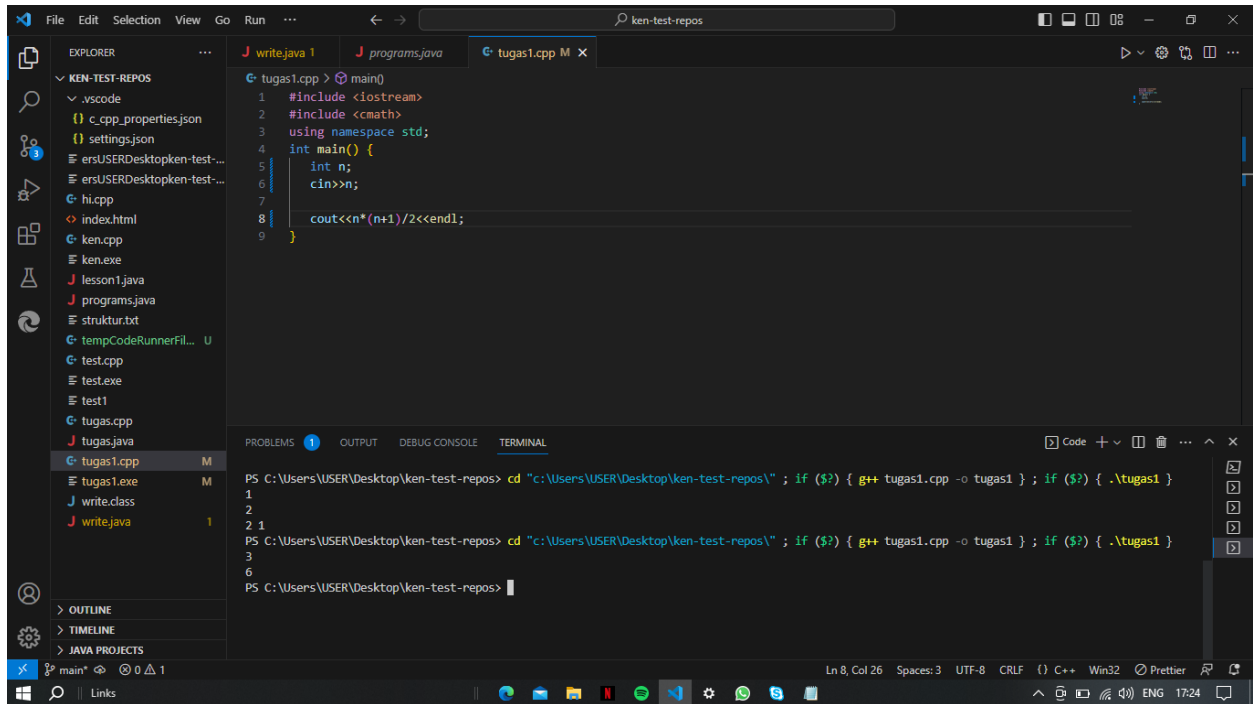 File Edit Selection View Go Run ··· ken-test-repos
EXPLORER ···
KEN-TEST-REPOS
.vscode
{} c_cpp_properties.json
{} settings.json
ersUSERDesktopken-test-...
ersUSERDesktopken-test-...
hi.cpp
index.html
ken.cpp
ken.exe
lesson1.java
programs.java
struktur.txt
tempCodeRunnerFil... U
test.cpp
test.exe
test1
tugas.cpp
tugas.java
tugas1.cpp M
tugas1.exe M
write.class
write.java 1
OUTLINE
TIMELINE
JAVA PROJECTS
write.java 1 programs.java tugas1.cpp M
tugas1.cpp > main()
1 #include <iostream>
2 #include <cmath>
3 using namespace std;
4 int main() {
5 int n;
6 cin>>n;
7
8 cout<<n*(n+1)/2<<endl;
9 }
PROBLEMS 1 OUTPUT DEBUG CONSOLE TERMINAL Code
PS C:\Users\USER\Desktop\ken-test-repos> cd "c:\Users\USER\Desktop\ken-test-repos\" ; if ($?) { g++ tugas1.cpp -o tugas1 } ; if ($?) { .\tugas1 }
1
2
2 1
PS C:\Users\USER\Desktop\ken-test-repos> cd "c:\Users\USER\Desktop\ken-test-repos\" ; if ($?) { g++ tugas1.cpp -o tugas1 } ; if ($?) { .\tugas1 }
3
6
PS C:\Users\USER\Desktop\ken-test-repos>
main* 0 1 Ln 8, Col 26 Spaces: 3 UTF-8 CRLF {} C++ Win32 Prettier
Links ENG 17:24